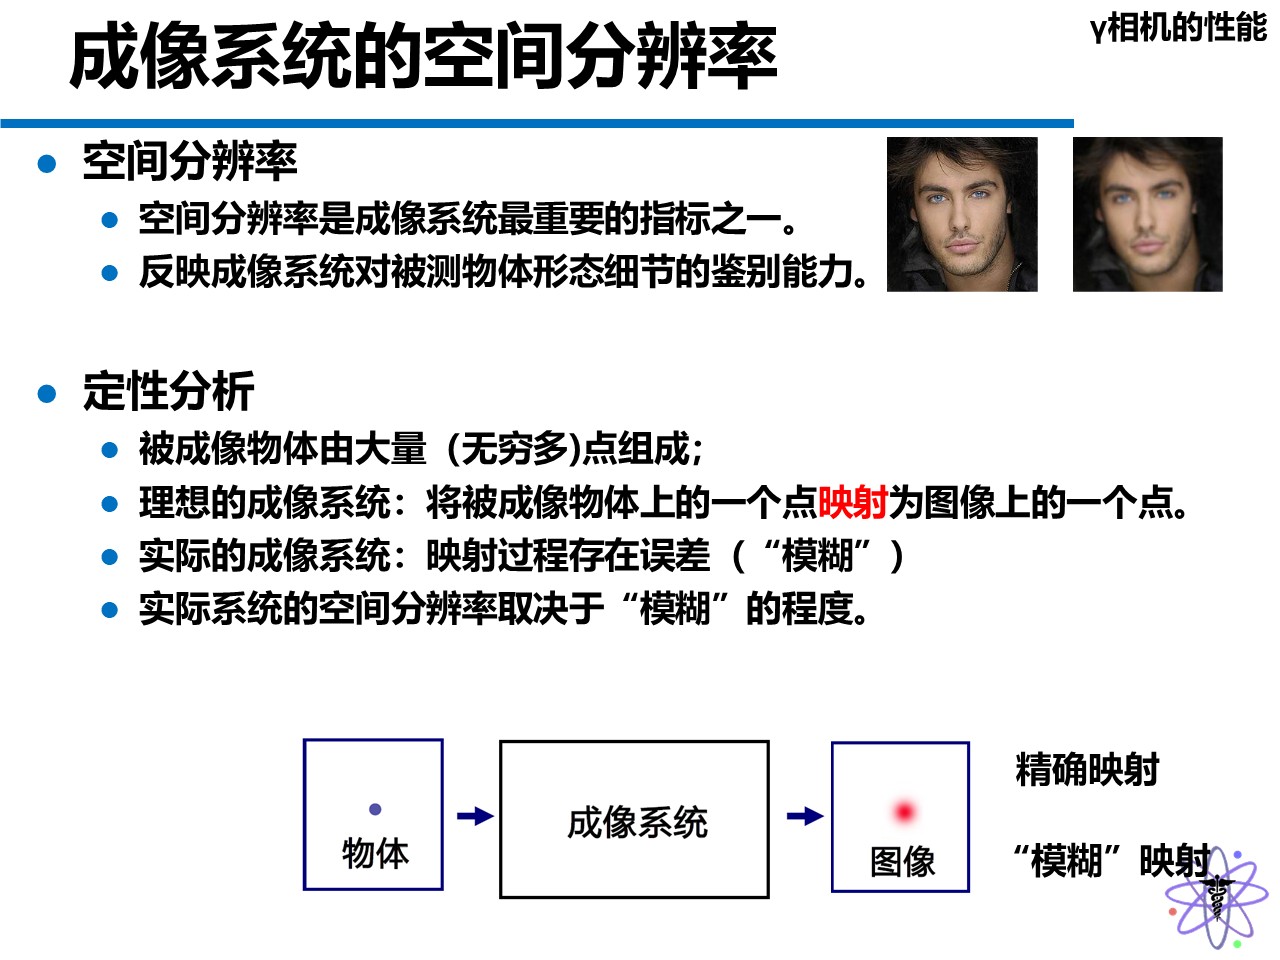 成像系统的空间分辨率
γ相机的性能
空间分辨率
空间分辨率是成像系统最重要的指标之一。
反映成像系统对被测物体形态细节的鉴别能力。
定性分析
被成像物体由大量（无穷多)点组成；
理想的成像系统：将被成像物体上的一个点映射为图像上的一个点。
实际的成像系统：映射过程存在误差（“模糊”）
实际系统的空间分辨率取决于“模糊”的程度。
物体
成像系统
图像
精确映射
“模糊”映射